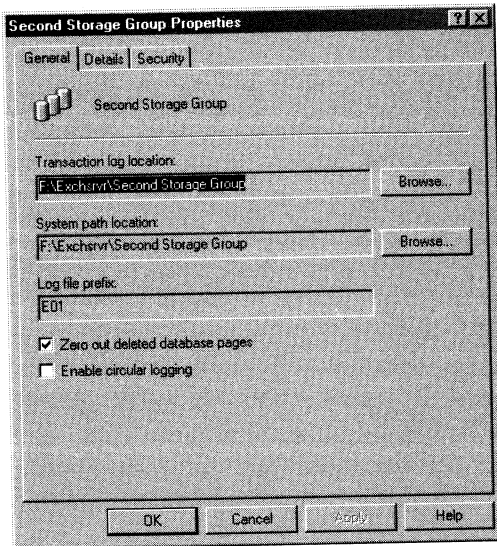 Second Storage Group Properties
General Details Security
Second Storage Group
Transaction log location:
F:\Exchsrvr\Second Storage Group
Browse...
System path location:
F:\Exchsrvr\Second Storage Group
Browse...
Log file prefix:
E01
Zero out deleted database pages
Enable circular logging
OK Cancel Apply Help